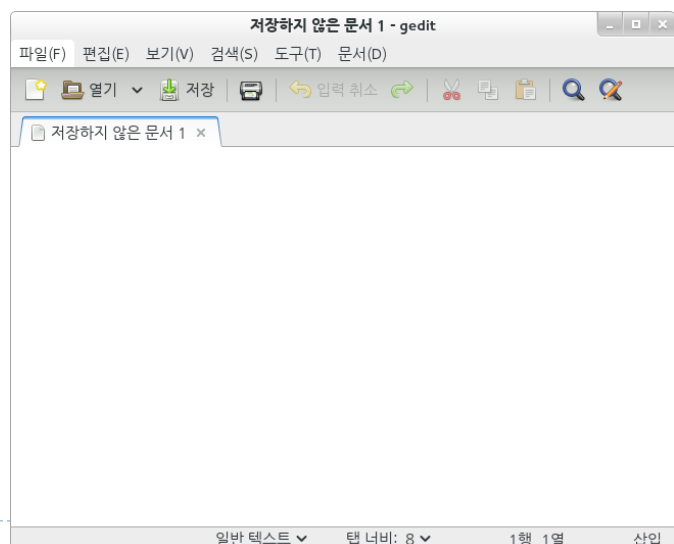 저장하지 않은 문서 1 - gedit
파일(F) 편집(E) 보기(V) 검색(S) 도구(T) 문서(D)
열기 저장 입력 취소
저장하지 않은 문서 1
일반 텍스트 탭 너비: 8 1행 1열 삽입